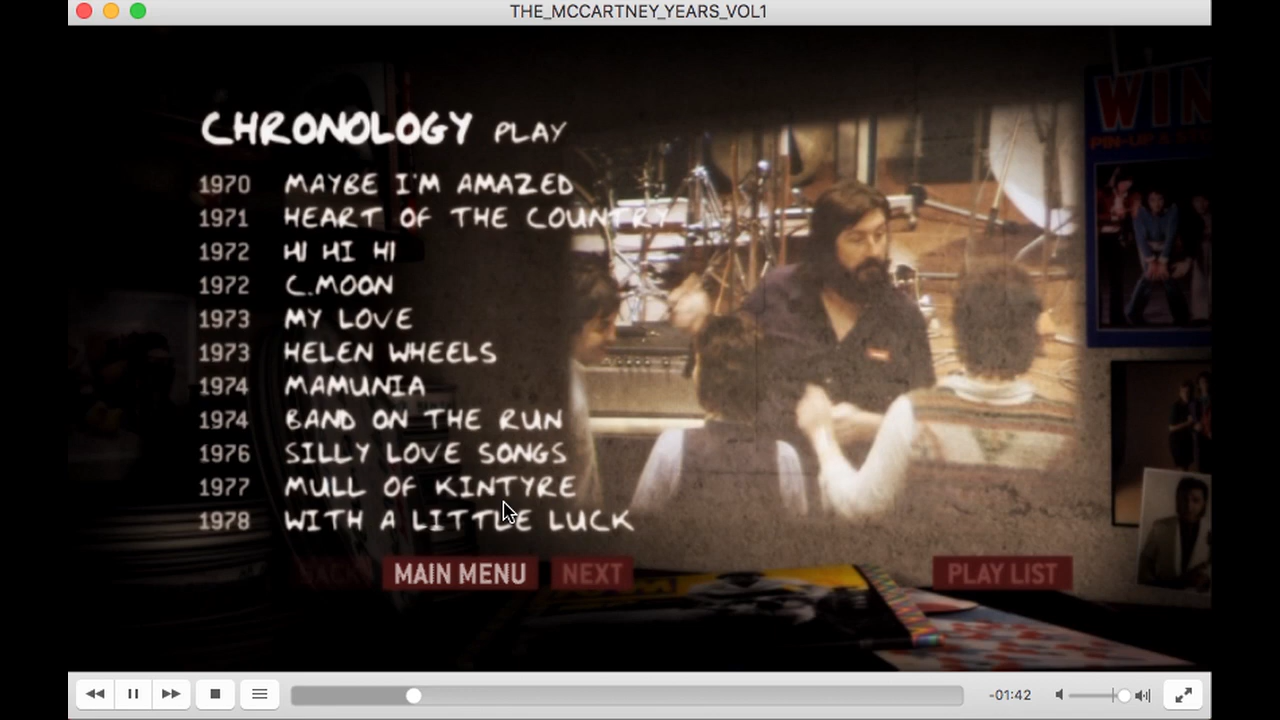 THE_MCCARTNEY_YEARS_VOL1
WIN
CHRONOLOGY PLAY
1970 MAYBE I'M AMAZED
1971 HEART OF THE COUNTRY
1972 HI HI HI
1972 C.MOON
1973 MY LOVE
1973 HELEN WHEELS
1974 MAMUNIA
1974 BAND ON THE RUN
1976 SILLY LOVE SONGS
1977 MULL OF KINTYRE
1978 WITH A LITTLE LUCK
BACK MAIN MENU NEXT PLAY LIST
-01:42